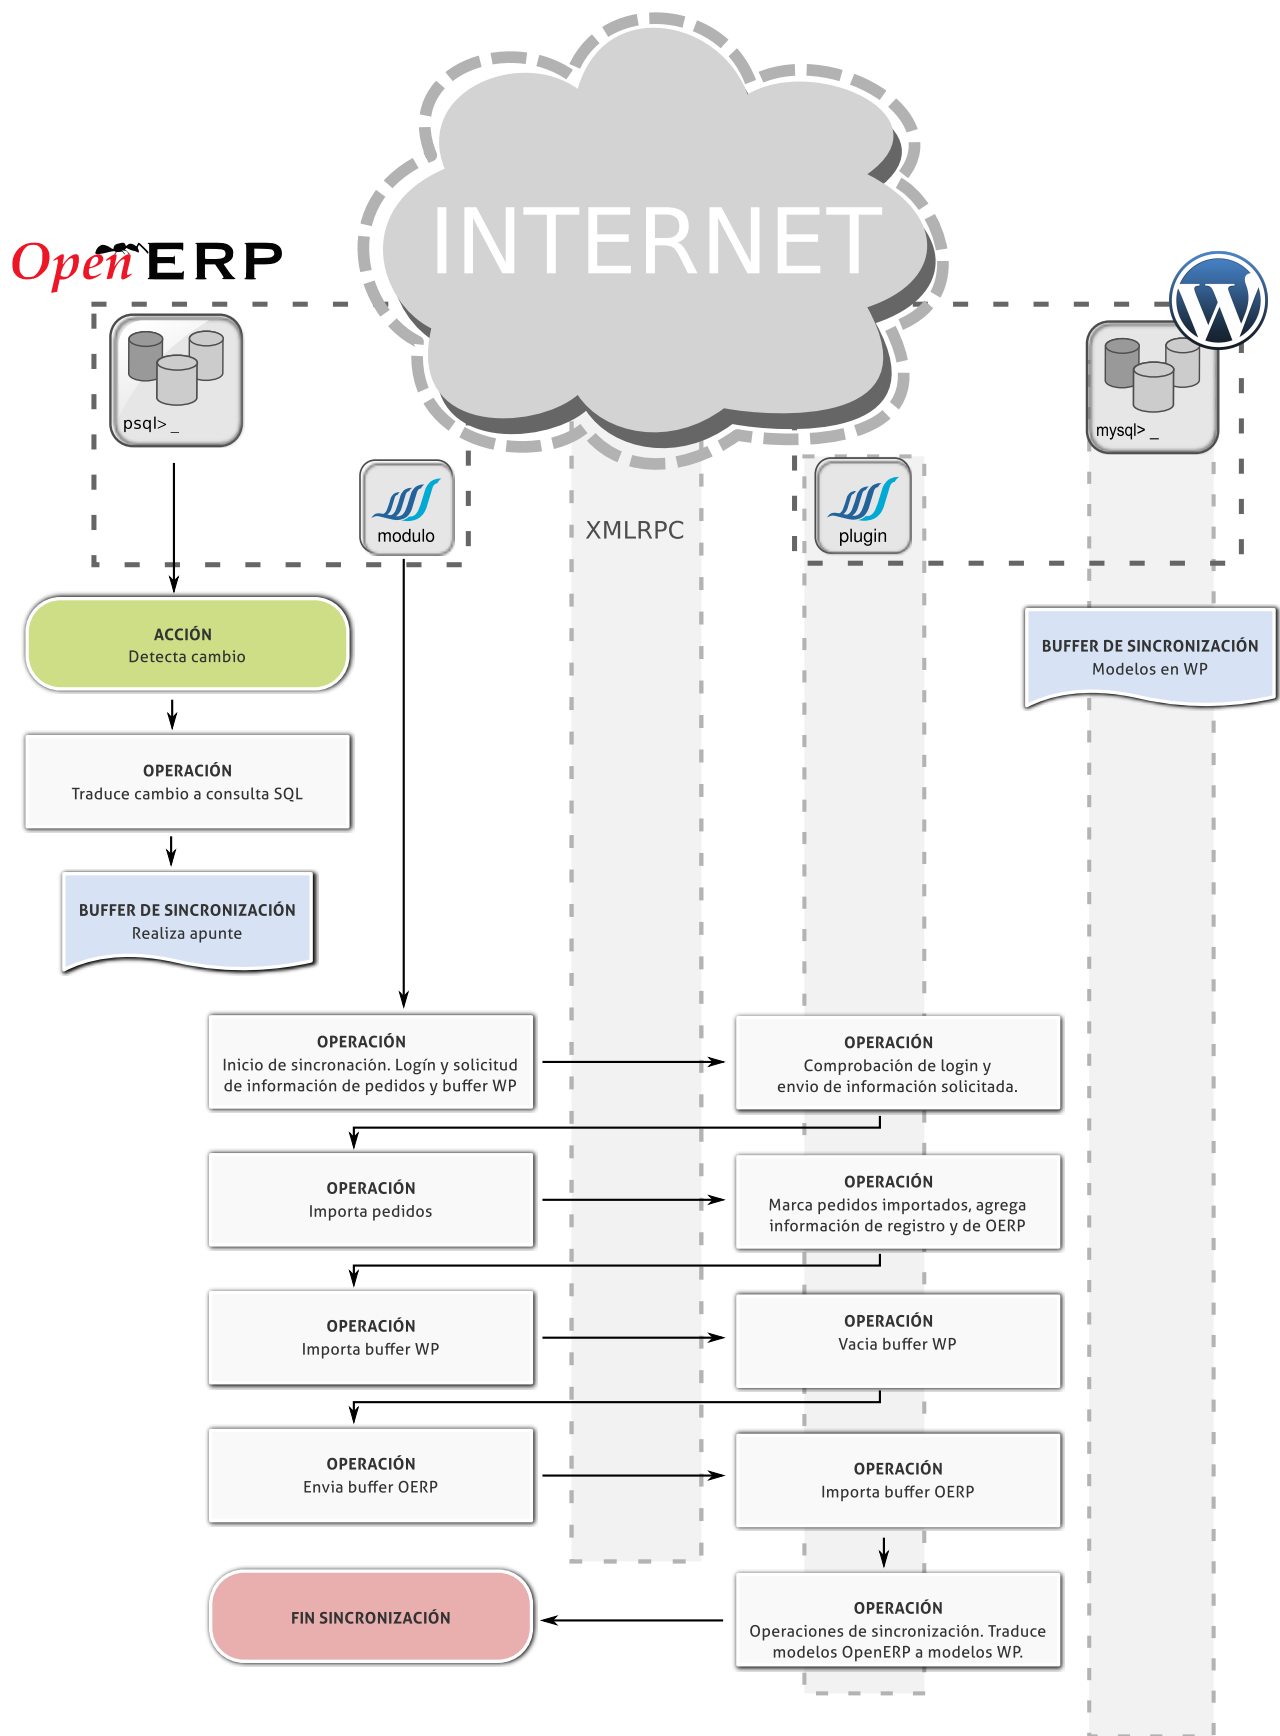 INTERNET
Open ERP
psql> _
mysql> _
modulo
XMLRPC
plugin
ACCIÓN
Detecta cambio
BUFFER DE SINCRONIZACIÓN
Modelos en WP
OPERACIÓN
Traduce cambio a consulta SQL
BUFFER DE SINCRONIZACIÓN
Realiza apunte
OPERACIÓN
Inicio de sincronación. Logín y solicitud
de información de pedidos y buffer WP
OPERACIÓN
Comprobación de login y
envio de información solicitada.
OPERACIÓN
Importa pedidos
OPERACIÓN
Marca pedidos importados, agrega
información de registro y de OERP
OPERACIÓN
Importa buffer WP
OPERACIÓN
Vacia buffer WP
OPERACIÓN
Envia buffer OERP
OPERACIÓN
Importa buffer OERP
FIN SINCRONIZACIÓN
OPERACIÓN
Operaciones de sincronización. Traduce
modelos OpenERP a modelos WP.